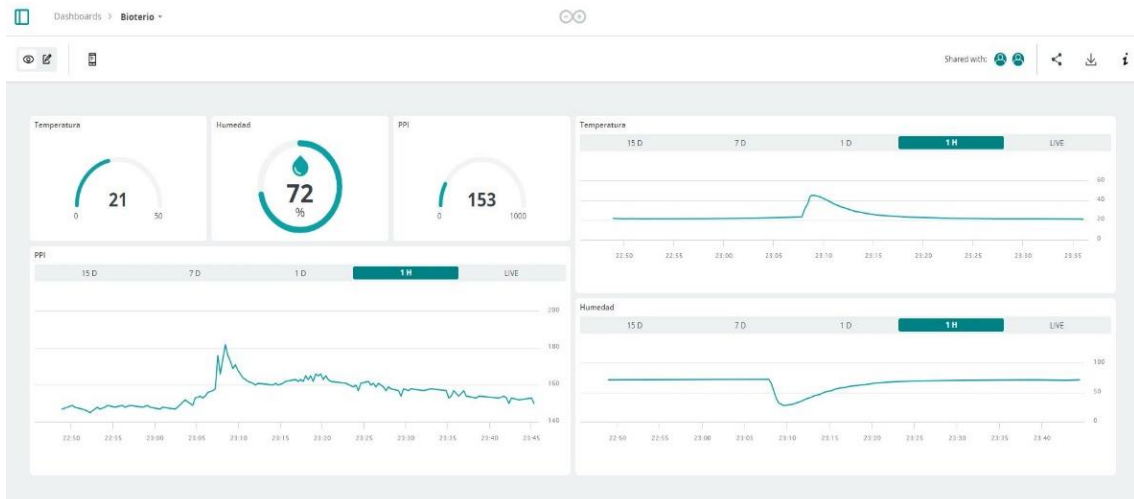 Dashboards > Bioterio
Shared with:
Temperatura
21
0 50
Humedad
72
%
PPI
153
0 1000
Temperatura
15 D 7 D 1 D 1 H LIVE
60
40
20
0
22:50 22:55 23:00 23:05 23:10 23:15 23:20 23:25 23:30 23:35
PPI
15 D 7 D 1 D 1 H LIVE
200
180
160
140
22:50 22:55 23:00 23:05 23:10 23:15 23:20 23:25 23:30 23:35 23:40 23:45
Humedad
15 D 7 D 1 D 1 H LIVE
100
50
0
22:50 22:55 23:00 23:05 23:10 23:15 23:20 23:25 23:30 23:35 23:40